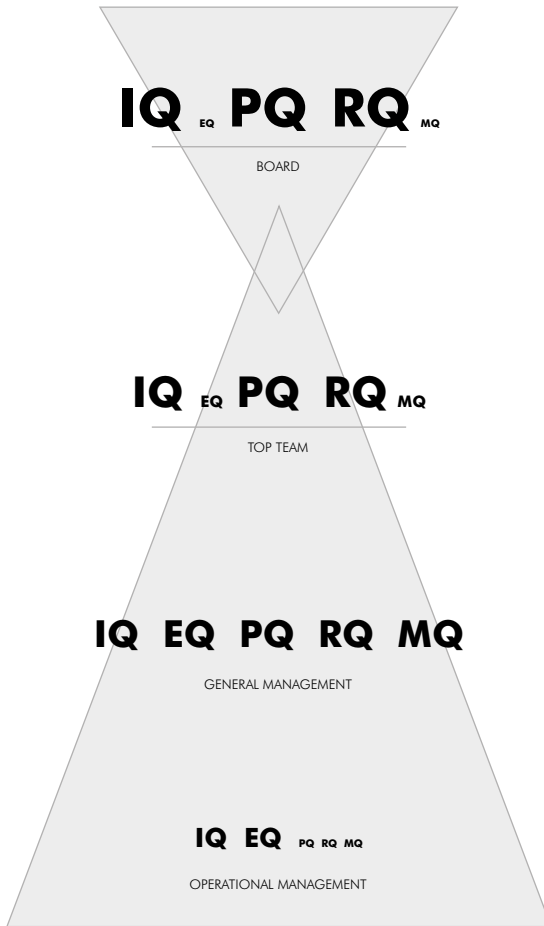 IQ EQ PQ RQ MQ
BOARD
IQ EQ PQ RQ MQ
TOP TEAM
IQ EQ PQ RQ MQ
GENERAL MANAGEMENT
IQ EQ PQ RQ MQ
OPERATIONAL MANAGEMENT